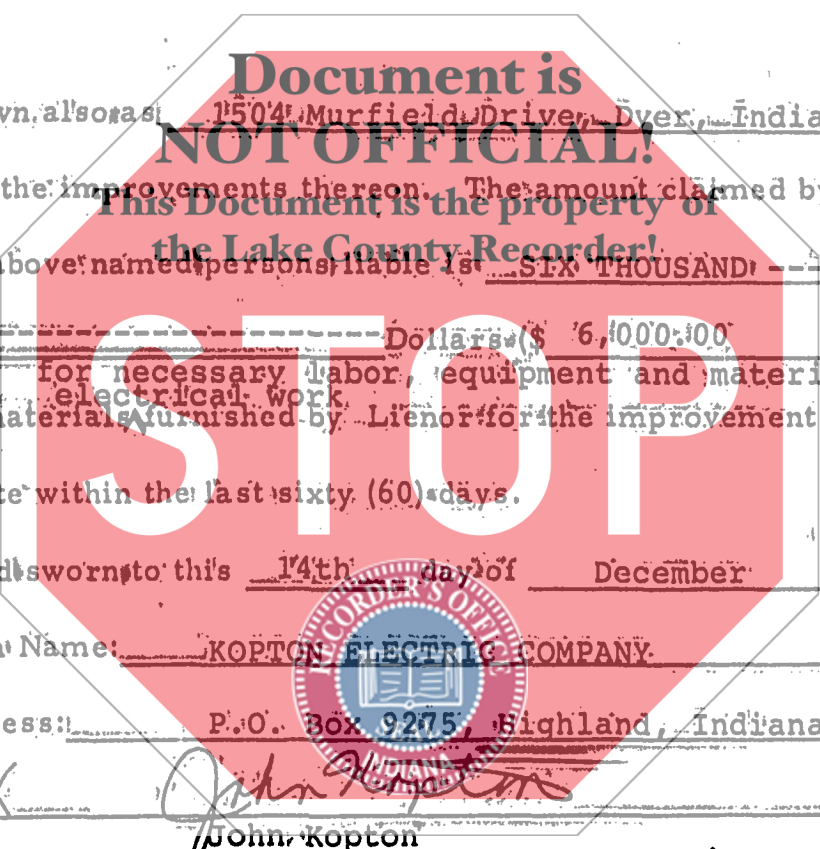 Document is
wn also as 1504 Murfield Drive, Dyer, India
NOT OFFICIAL!
the improvements thereon. The amount claimed by
This Document is the property of
the Lake County Recorder!
bove named persons liable is SIX THOUSAND ---
-------------------------Dollars ($ 6,000.00
for necessary labor, equipment and materi
electrical work
aterials furnished by Lienor for the improvement
STOP
te within the last sixty (60) days.
d sworn to this 14th day of December
RECORDER'S OFFICE
Name: KOPTON ELECTRIC COMPANY
ess: P.O. Box 9275, Highland, Indiana
INDIANA
John Kopton
John Kopton